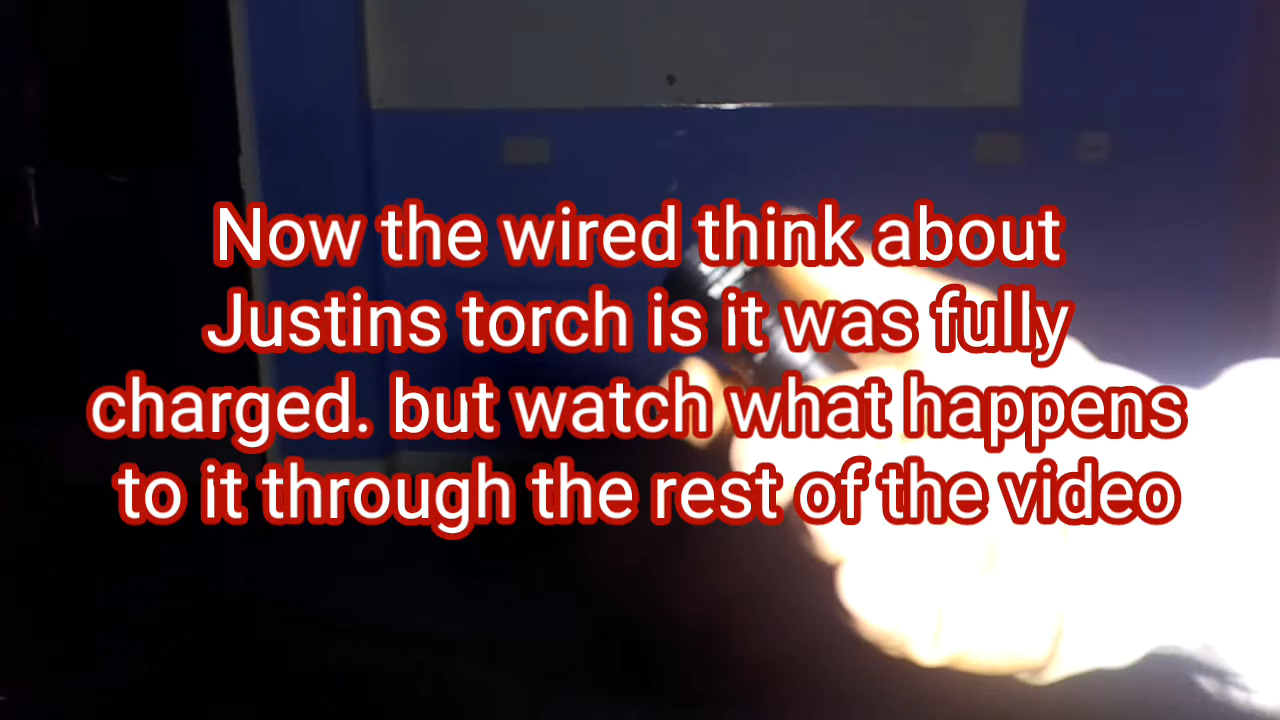 Now the wired think about
Justins torch is it was fully
charged. but watch what happens
to it through the rest of the video